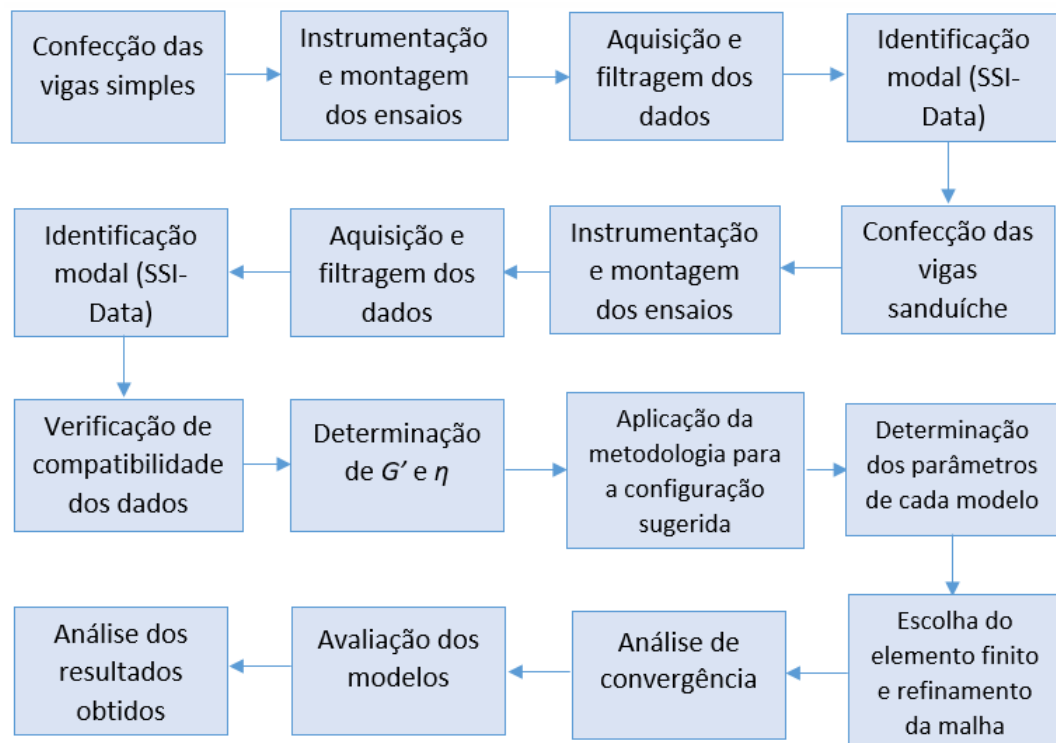 Confecção das
vigas simples
Instrumentação
e montagem
dos ensaios
Aquisição e
filtragem dos
dados
Identificação
modal (SSI-
Data)
Confecção das
vigas
sanduíche
Instrumentação
e montagem
dos ensaios
Aquisição e
filtragem dos
dados
Identificação
modal (SSI-
Data)
Verificação de
compatibilidade
dos dados
Determinação
de G’ e η
Aplicação da
metodologia para
a configuração
sugerida
Determinação
dos parâmetros
de cada modelo
Escolha do
elemento finito
e refinamento
da malha
Análise de
convergência
Avaliação dos
modelos
Análise dos
resultados
obtidos